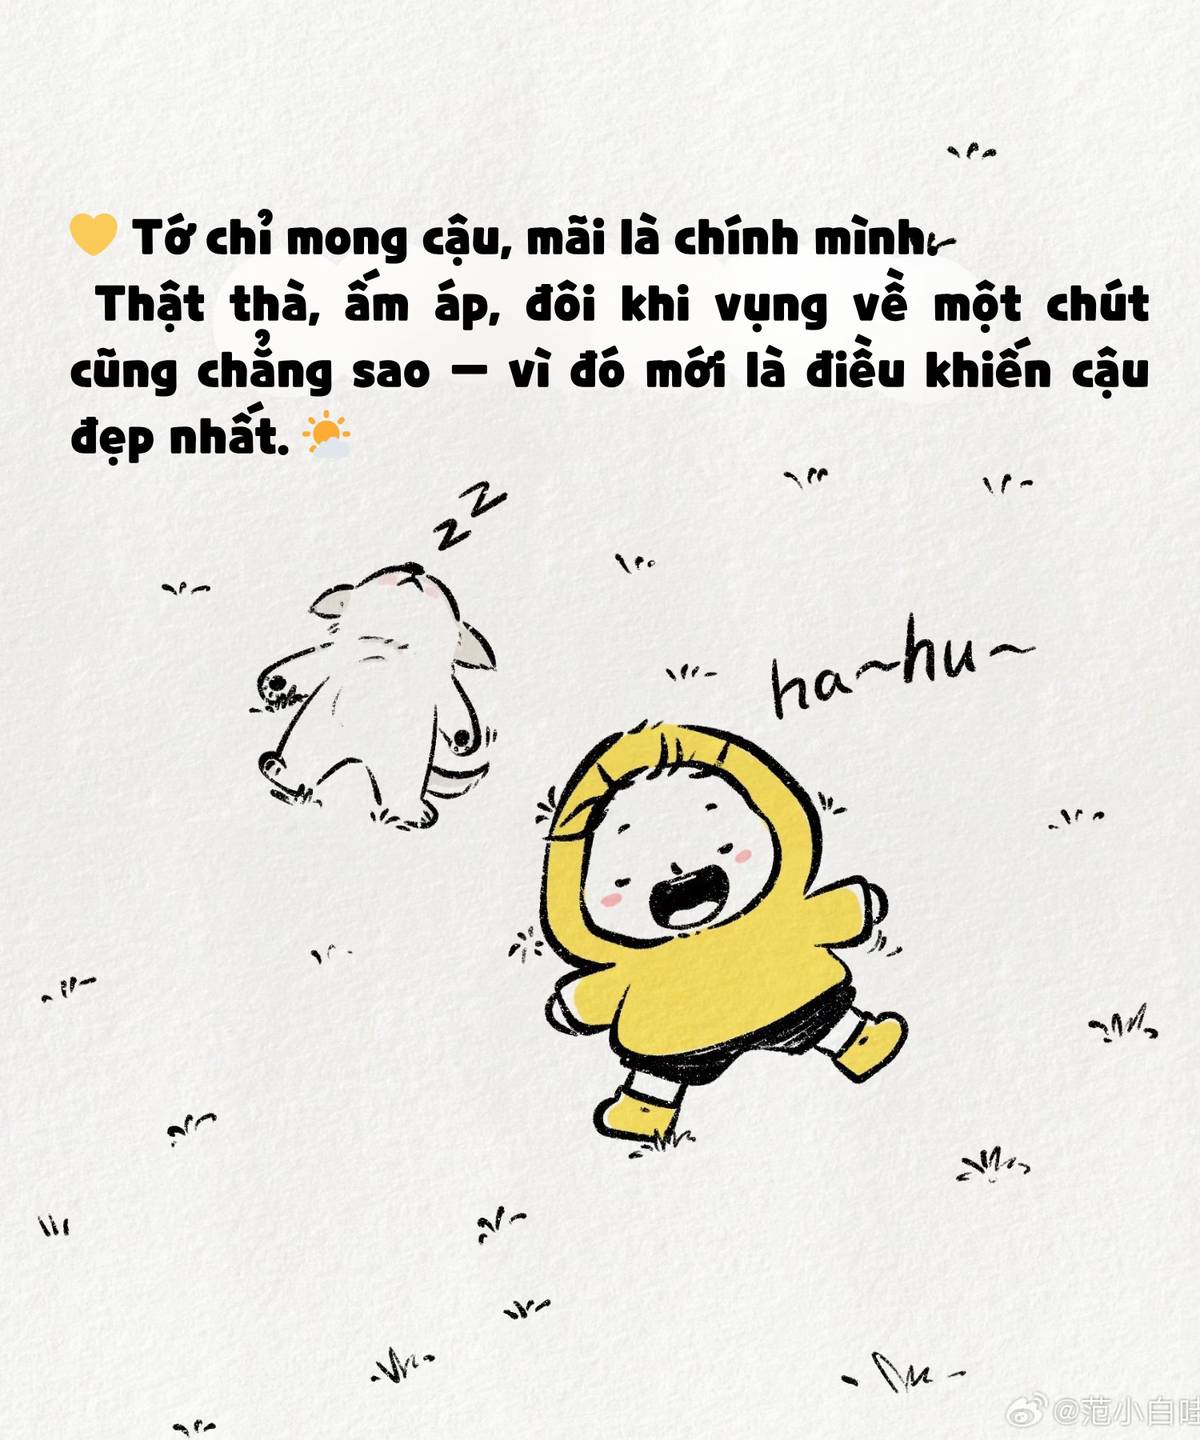 💛 Tớ chỉ mong cậu, mãi là chính mình.
Thật thà, ấm áp, đôi khi vụng về một chút
cũng chẳng sao — vì đó mới là điều khiến cậu
đẹp nhất. 🌤️
zz
ha~hu~
@范小白哇